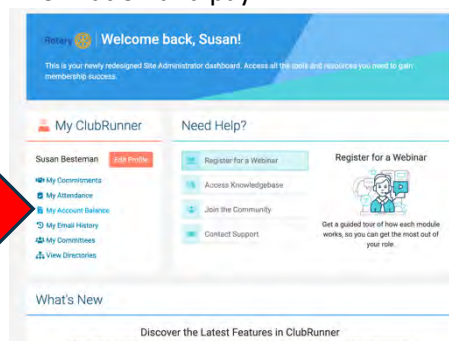 Rotary | Welcome back, Susan!
This is your newly redesigned Site Administrator dashboard. Access all the tools and resources you need to gain
membership success.
My ClubRunner
Susan Besteman Edit Profile
My Commitments
My Attendance
My Account Balance
My Email History
My Committees
View Directories
Need Help?
Register for a Webinar
Access Knowledgebase
Join the Community
Contact Support
Register for a Webinar
Get a guided tour of how each module
works, so you can get the most out of
your role.
What's New
Discover the Latest Features in ClubRunner